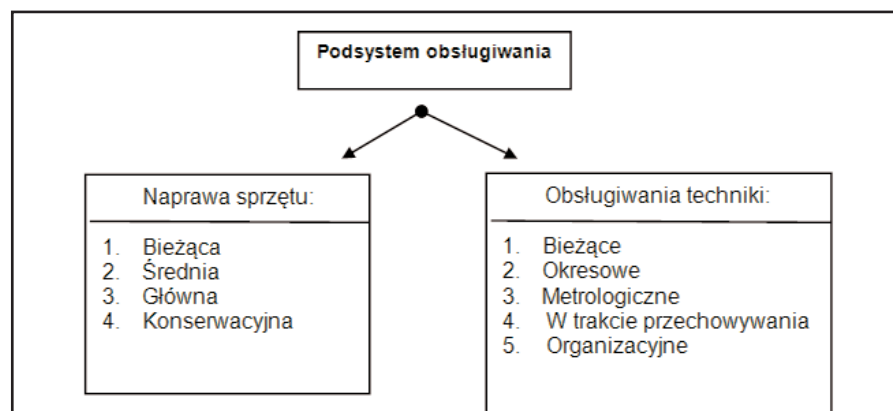 Podsystem obsługiwania
Naprawa sprzętu:
1. Bieżąca
2. Średnia
3. Główna
4. Konserwacyjna
Obsługiwania techniki:
1. Bieżące
2. Okresowe
3. Metrologiczne
4. W trakcie przechowywania
5. Organizacyjne